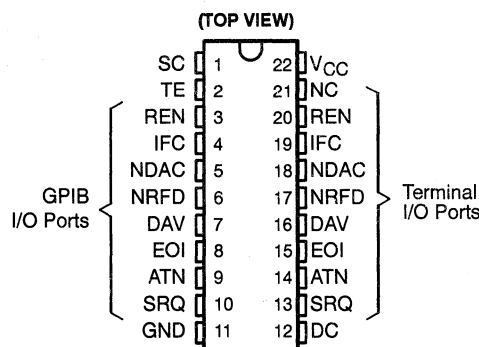 (TOP VIEW)
SC 1 22 VCC
TE 2 21 NC
REN 3 20 REN
IFC 4 19 IFC
NDAC 5 18 NDAC
GPIB I/O Ports
NRFD 6 17 NRFD
Terminal I/O Ports
DAV 7 16 DAV
EOI 8 15 EOI
ATN 9 14 ATN
SRQ 10 13 SRQ
GND 11 12 DC